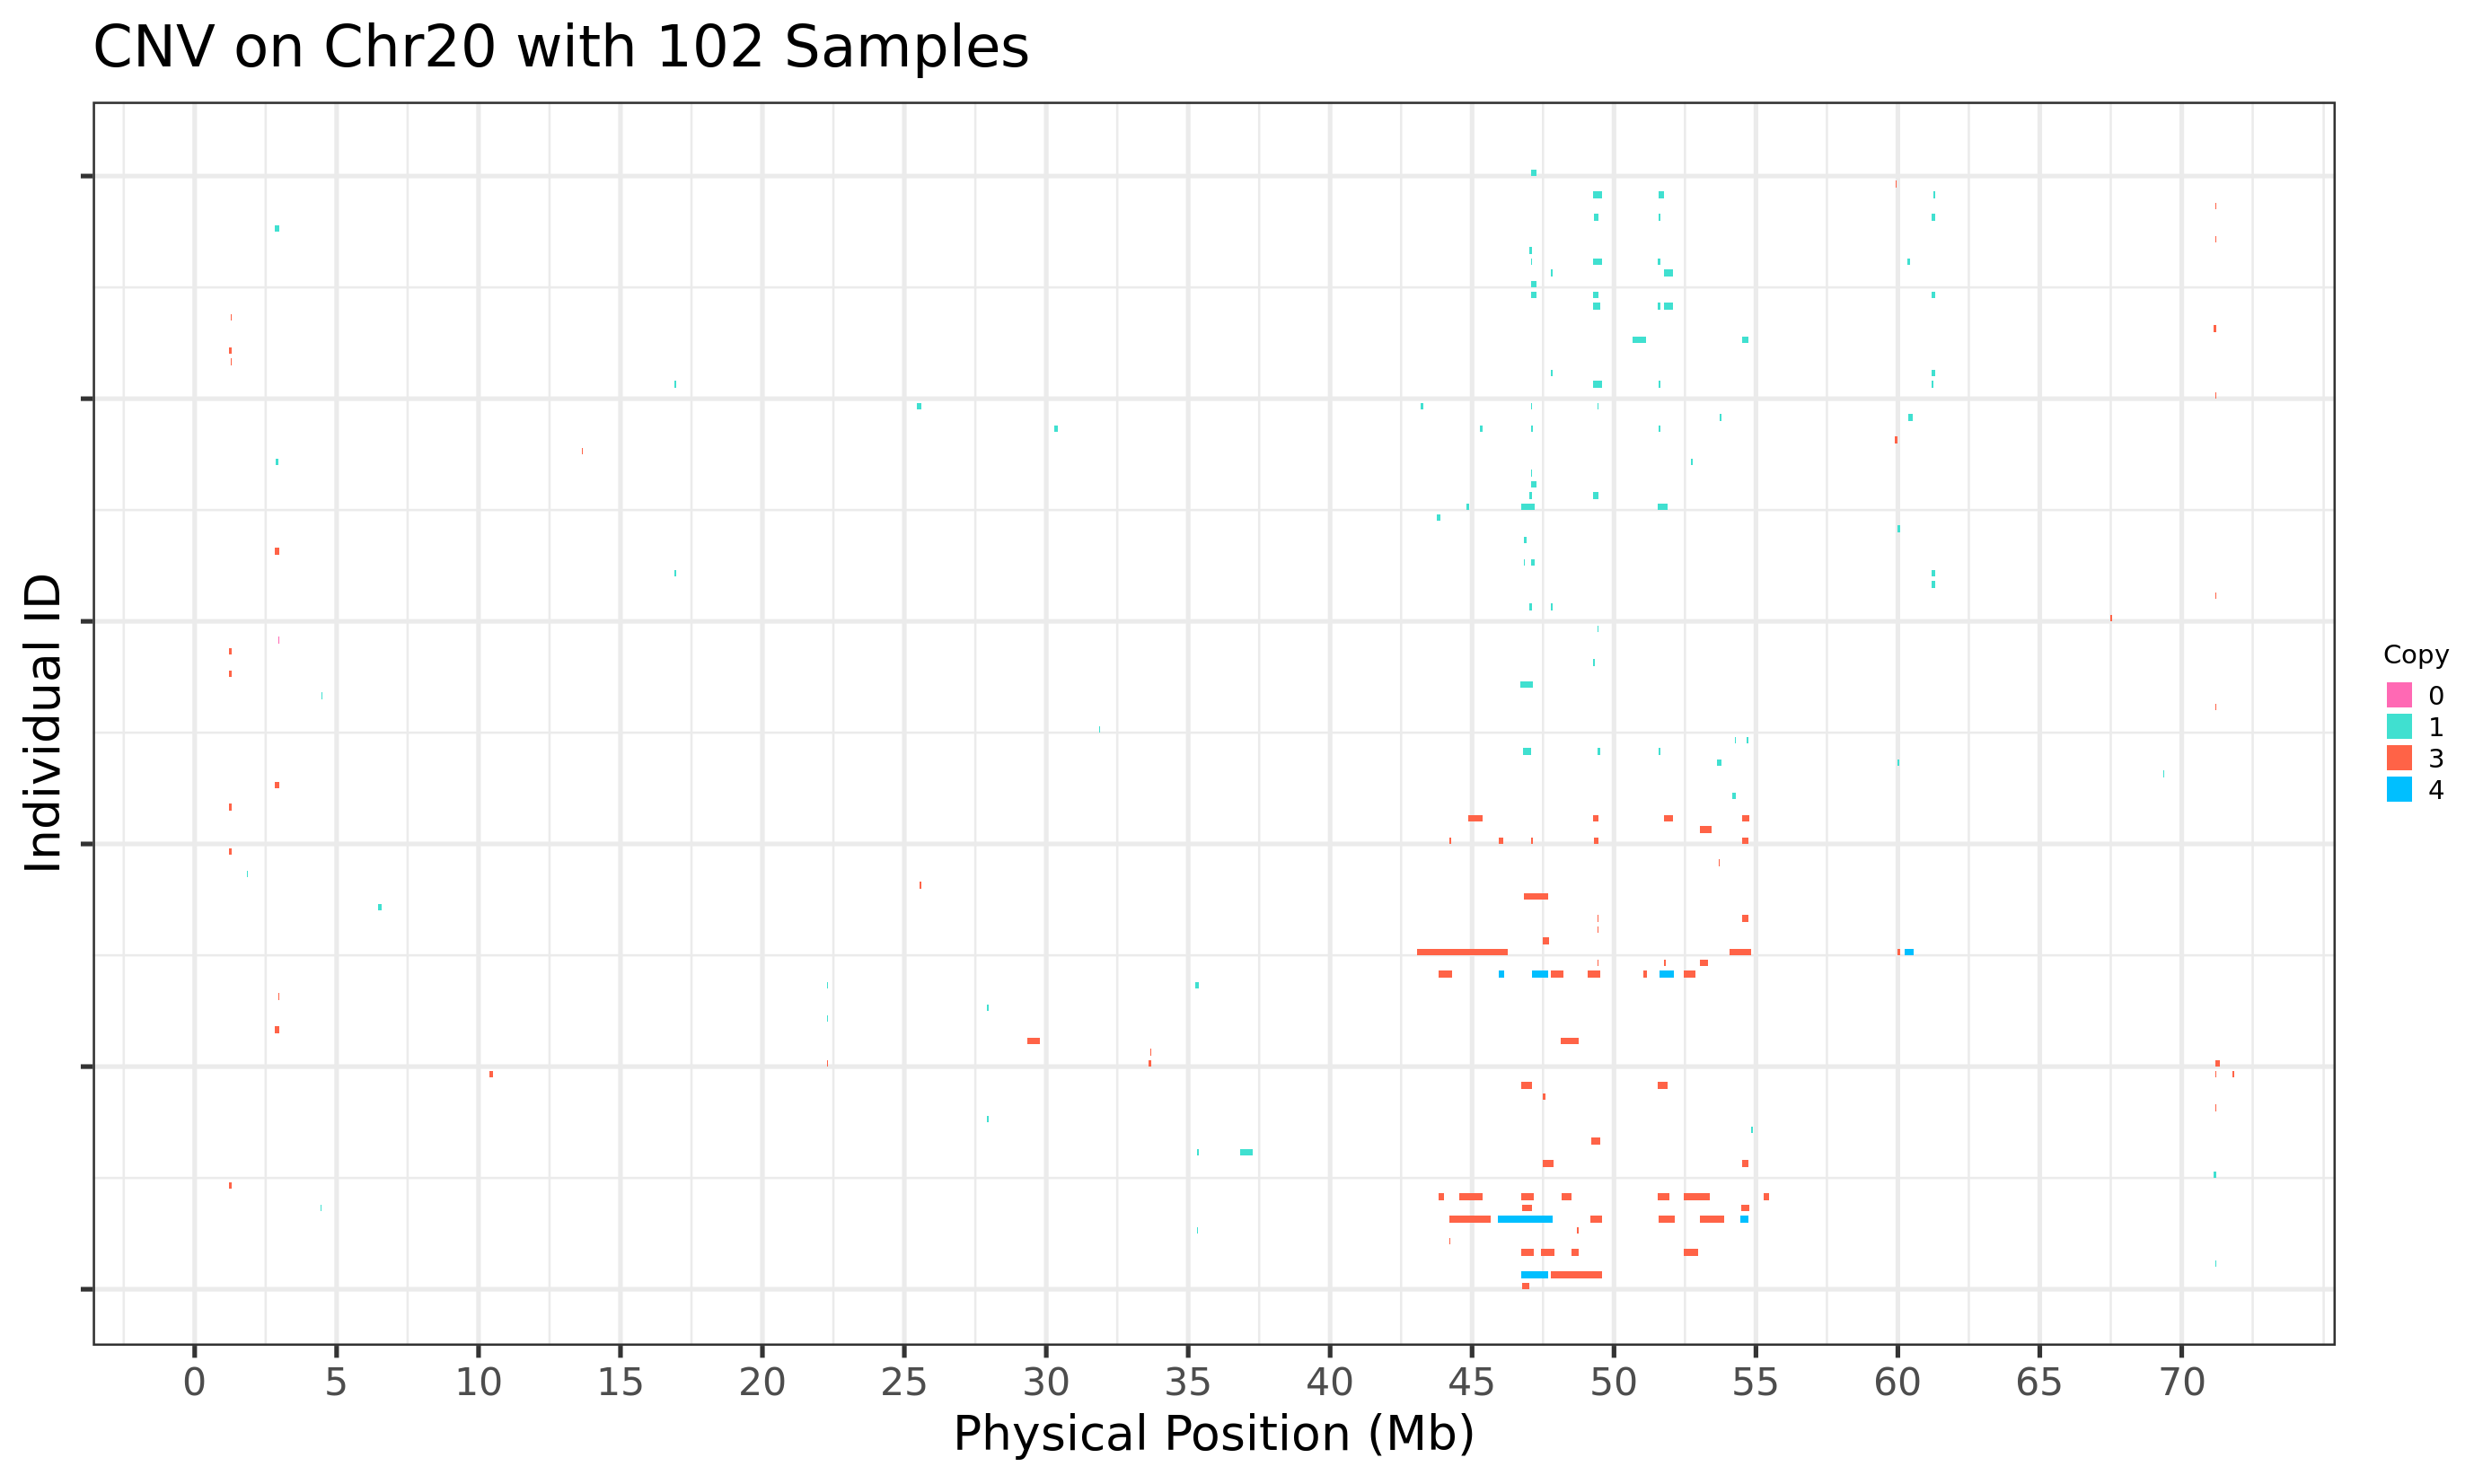 CNV on Chr20 with 102 Samples
Individual ID
Copy
0
1
3
4
0 5 10 15 20 25 30 35 40 45 50 55 60 65 70
Physical Position (Mb)